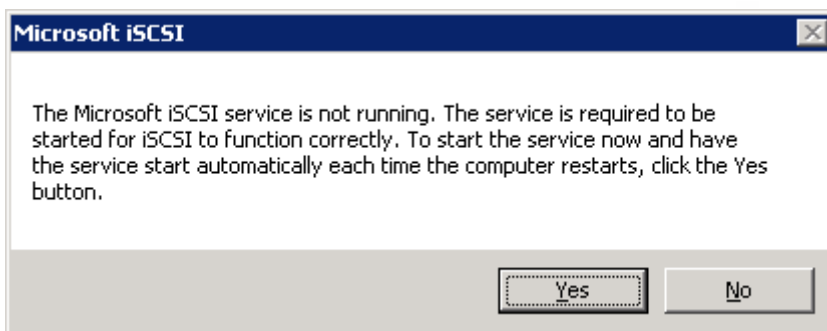 Microsoft iSCSI
The Microsoft iSCSI service is not running. The service is required to be
started for iSCSI to function correctly. To start the service now and have
the service start automatically each time the computer restarts, click the Yes
button.
Yes
No